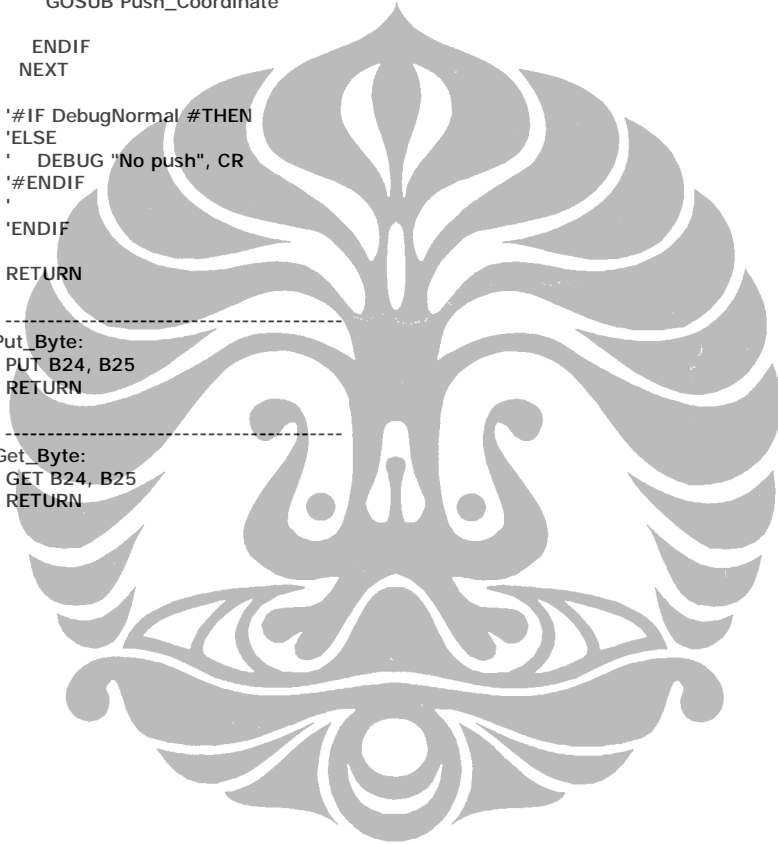 GOSUB Push_Coordinate
ENDIF
NEXT
'#IF DebugNormal #THEN
'ELSE
'   DEBUG "No push", CR
'#ENDIF
'
'ENDIF
RETURN
'-----------------------------------------
Put_Byte:
PUT B24, B25
RETURN
'-----------------------------------------
Get_Byte:
GET B24, B25
RETURN